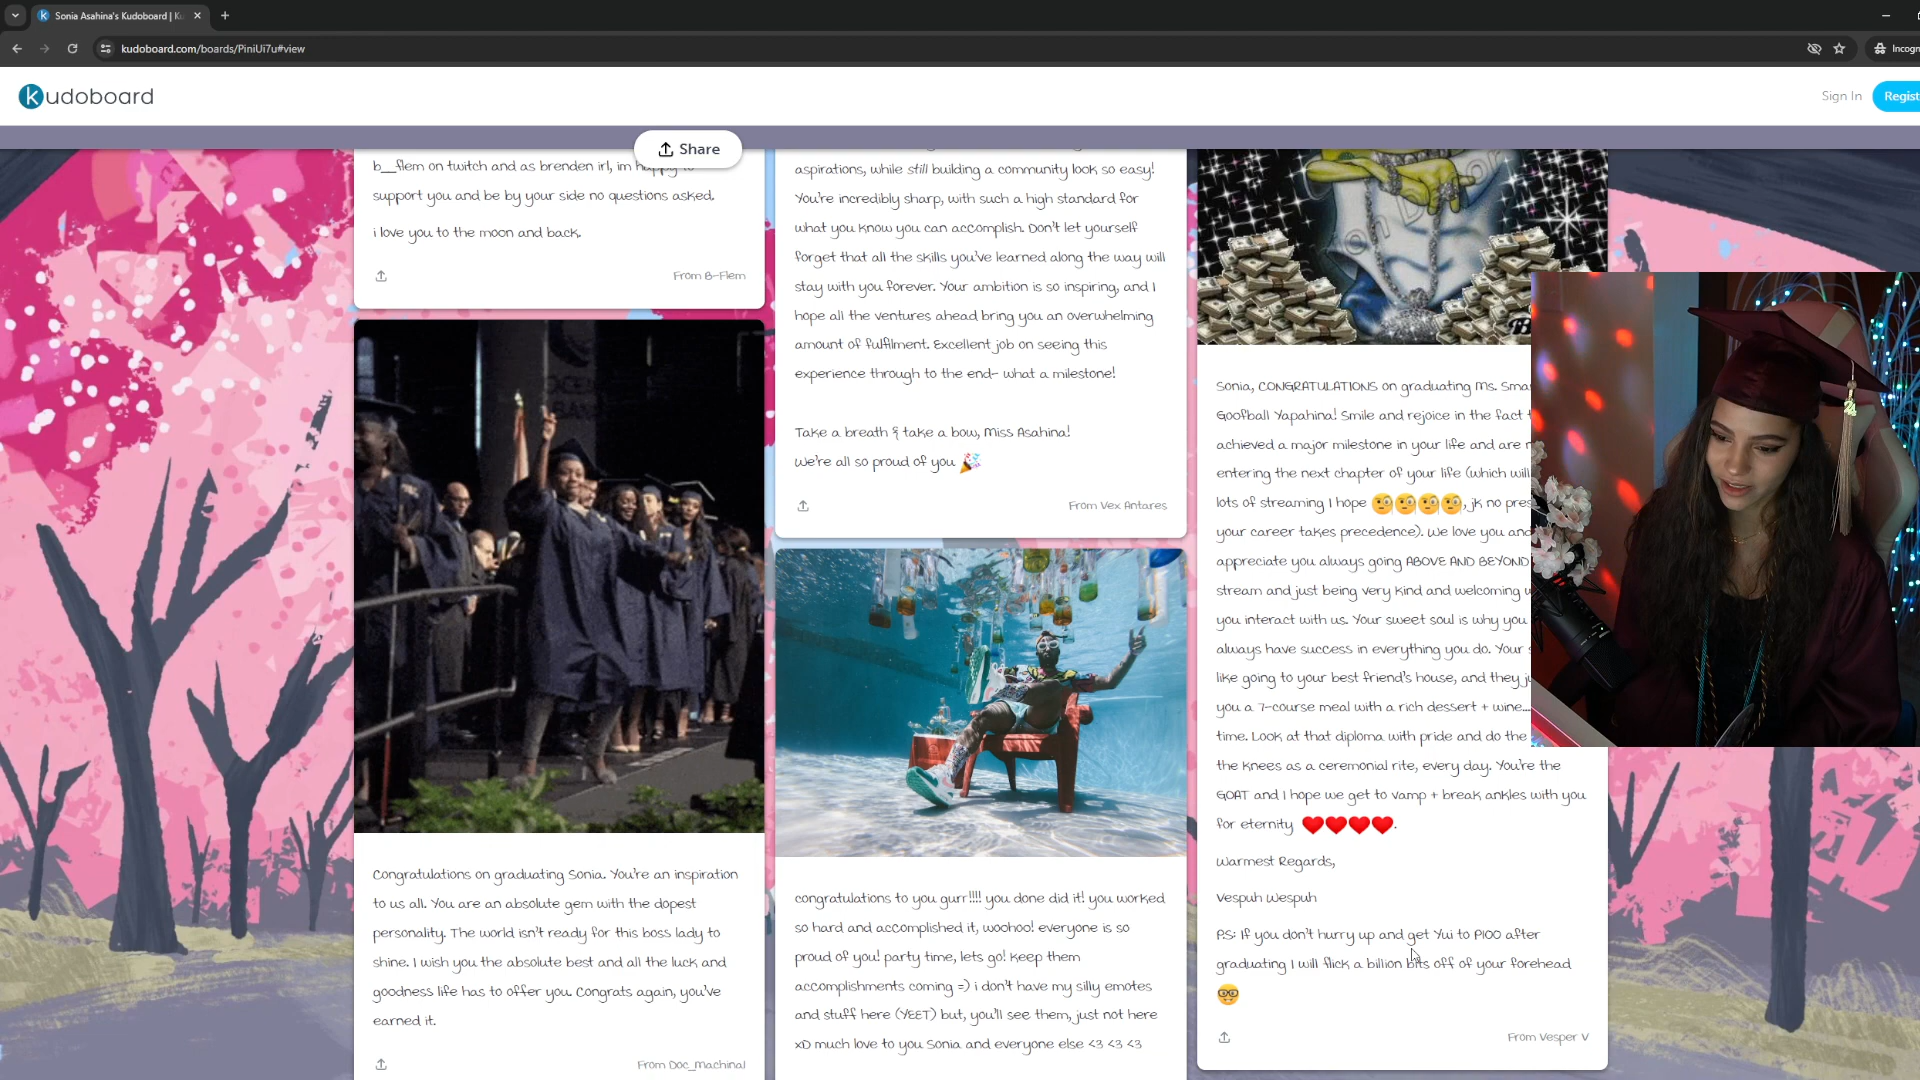 Sonia Asahina's Kudoboard | Ku
kudoboard.com/boards/PiniUi7u#view
Incogn
kudoboard
Sign In
Regist
Share
b__flem on twitch and as brenden irl, im happy to
support you and be by your side no questions asked.
i love you to the moon and back.
From B-Flem
Congratulations on graduating Sonia. You're an inspiration
to us all. You are an absolute gem with the dopest
personality. The world isn't ready for this boss lady to
shine. I wish you the absolute best and all the luck and
goodness life has to offer you. Congrats again, you've
earned it.
From Doc_machina1
aspirations, while still building a community look so easy!
You're incredibly sharp, with such a high standard for
what you know you can accomplish. Don't let yourself
forget that all the skills you've learned along the way will
stay with you forever. Your ambition is so inspiring, and I
hope all the ventures ahead bring you an overwhelming
amount of fulfilment. Excellent job on seeing this
experience through to the end- what a milestone!
Take a breath & take a bow, Miss Asahina!
We're all so proud of you 🎉
From Vex Antares
congratulations to you gurr!!!! you done did it! you worked
so hard and accomplished it, woohoo! everyone is so
proud of you! party time, lets go! keep them
accomplishments coming =) i don't have my silly emotes
and stuff here (YEET) but, you'll see them, just not here
xD much love to you Sonia and everyone else <3 <3 <3
Sonia, CONGRATULATIONS on graduating Ms. Sma
Goofball Yapahina! Smile and rejoice in the fact t
achieved a major milestone in your life and are n
entering the next chapter of your life (which will
lots of streaming I hope 🧐🧐🧐🧐, jk no pres
your career takes precedence). We love you and
appreciate you always going ABOVE AND BEYOND
stream and just being very kind and welcoming w
you interact with us. Your sweet soul is why you
always have success in everything you do. Your s
like going to your best friend's house, and they ju
you a 7-course meal with a rich dessert + wine...
time. Look at that diploma with pride and do the
the knees as a ceremonial rite, every day. You're the
GOAT and I hope we get to vamp + break ankles with you
for eternity ❤️❤️❤️❤️.
Warmest Regards,
Vespuh Wespuh
PS: If you don't hurry up and get Yui to P100 after
graduating I will flick a billion bits off of your forehead
🤓
From Vesper V